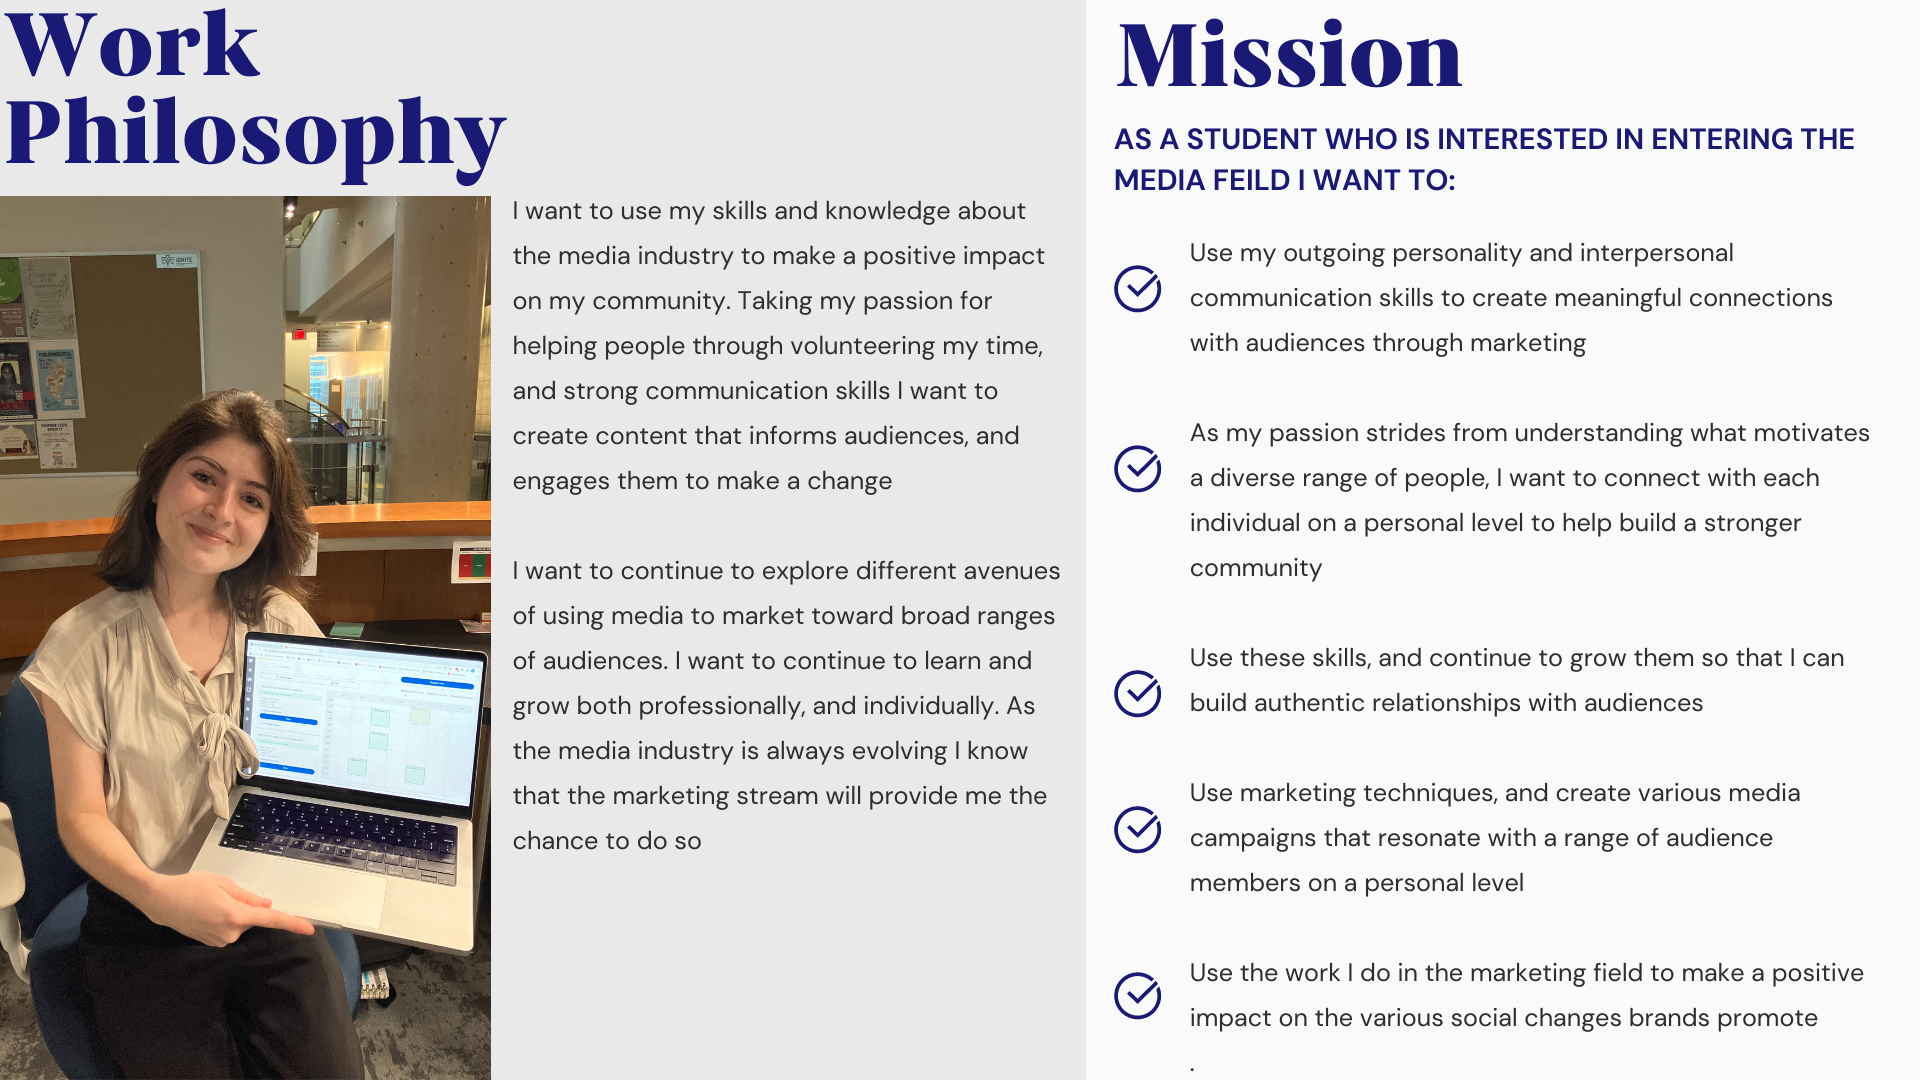 Work
Philosophy
IGNITE
I want to use my skills and knowledge about
the media industry to make a positive impact
on my community. Taking my passion for
helping people through volunteering my time,
and strong communication skills I want to
create content that informs audiences, and
engages them to make a change
I want to continue to explore different avenues
of using media to market toward broad ranges
of audiences. I want to continue to learn and
grow both professionally, and individually. As
the media industry is always evolving I know
that the marketing stream will provide me the
chance to do so
Mission
AS A STUDENT WHO IS INTERESTED IN ENTERING THE
MEDIA FEILD I WANT TO:
Use my outgoing personality and interpersonal
communication skills to create meaningful connections
with audiences through marketing
As my passion strides from understanding what motivates
a diverse range of people, I want to connect with each
individual on a personal level to help build a stronger
community
Use these skills, and continue to grow them so that I can
build authentic relationships with audiences
Use marketing techniques, and create various media
campaigns that resonate with a range of audience
members on a personal level
Use the work I do in the marketing field to make a positive
impact on the various social changes brands promote
.